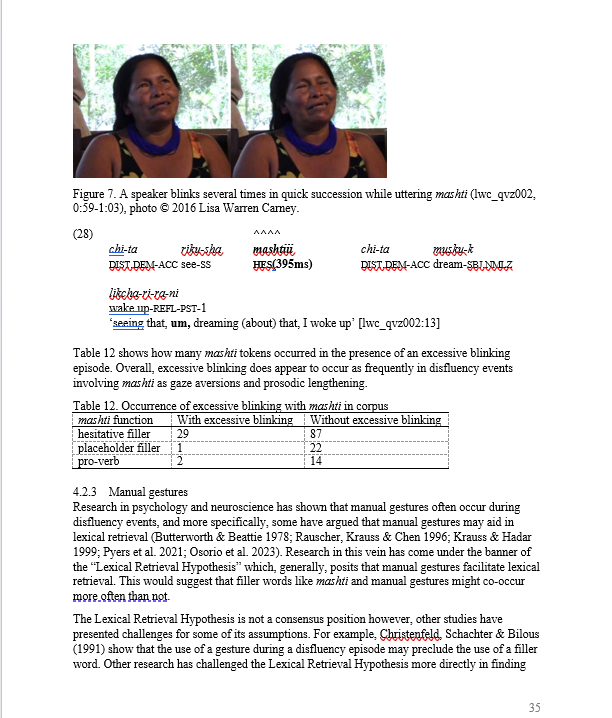 Figure 7. A speaker blinks several times in quick succession while uttering mashti (lwc_qvz002,
0:59-1:03), photo © 2016 Lisa Warren Carney.
(28) ^^^^
chi-ta riku-sha mashtiii chi-ta musku-k
DIST.DEM-ACC see-SS HES(395ms) DIST.DEM-ACC dream-SBJ.NMLZ
likcha-ri-ra-ni
wake.up-REFL-PST-1
‘seeing that, um, dreaming (about) that, I woke up’ [lwc_qvz002:13]
Table 12 shows how many mashti tokens occurred in the presence of an excessive blinking
episode. Overall, excessive blinking does appear to occur as frequently in disfluency events
involving mashti as gaze aversions and prosodic lengthening.
Table 12. Occurrence of excessive blinking with mashti in corpus
mashti function With excessive blinking Without excessive blinking
hesitative filler 29 87
placeholder filler 1 22
pro-verb 2 14
4.2.3 Manual gestures
Research in psychology and neuroscience has shown that manual gestures often occur during
disfluency events, and more specifically, some have argued that manual gestures may aid in
lexical retrieval (Butterworth & Beattie 1978; Rauscher, Krauss & Chen 1996; Krauss & Hadar
1999; Pyers et al. 2021; Osorio et al. 2023). Research in this vein has come under the banner of
the “Lexical Retrieval Hypothesis” which, generally, posits that manual gestures facilitate lexical
retrieval. This would suggest that filler words like mashti and manual gestures might co-occur
more often than not.
The Lexical Retrieval Hypothesis is not a consensus position however, other studies have
presented challenges for some of its assumptions. For example, Christenfeld, Schachter & Bilous
(1991) show that the use of a gesture during a disfluency episode may preclude the use of a filler
word. Other research has challenged the Lexical Retrieval Hypothesis more directly in finding
35